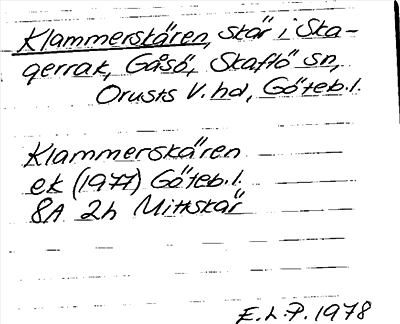 Klammerskären, skär i Ska-
gerrak, Gåsö, Skaftö sn,
Orusts V. hd, Göteb.l.
Klammerskären
ek (1977) Göteb.l.
8A 2h Mittskär
E.L.P. 1978